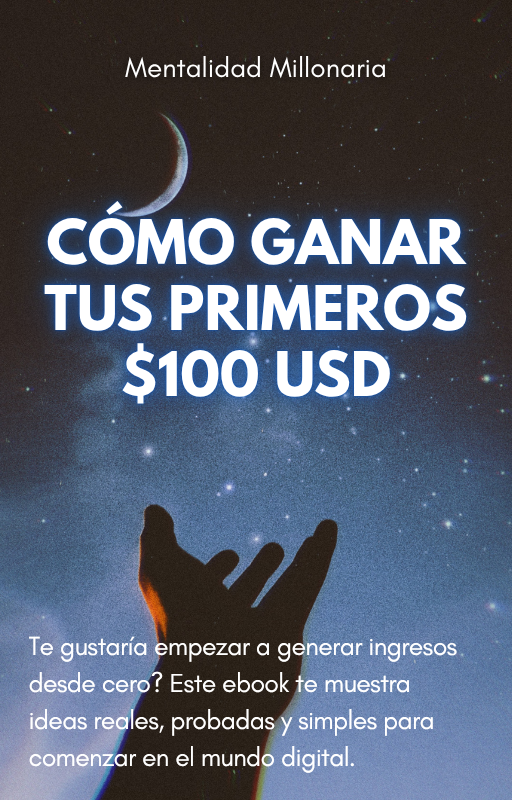 Mentalidad Millonaria
CÓMO GANAR
TUS PRIMEROS
$100 USD
Te gustaría empezar a generar ingresos
desde cero? Este ebook te muestra
ideas reales, probadas y simples para
comenzar en el mundo digital.